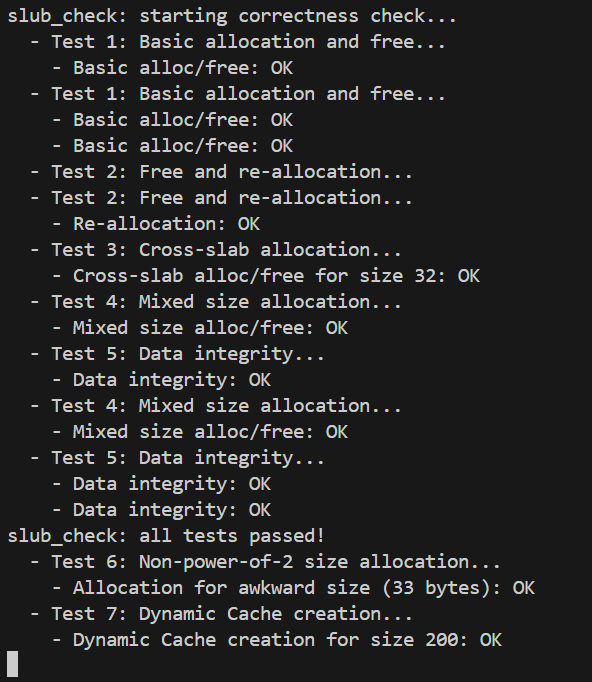 slub_check: starting correctness check...
  - Test 1: Basic allocation and free...
    - Basic alloc/free: OK
  - Test 1: Basic allocation and free...
    - Basic alloc/free: OK
    - Basic alloc/free: OK
  - Test 2: Free and re-allocation...
  - Test 2: Free and re-allocation...
    - Re-allocation: OK
  - Test 3: Cross-slab allocation...
    - Cross-slab alloc/free for size 32: OK
  - Test 4: Mixed size allocation...
    - Mixed size alloc/free: OK
  - Test 5: Data integrity...
    - Data integrity: OK
  - Test 4: Mixed size allocation...
    - Mixed size alloc/free: OK
  - Test 5: Data integrity...
    - Data integrity: OK
    - Data integrity: OK
slub_check: all tests passed!
  - Test 6: Non-power-of-2 size allocation...
    - Allocation for awkward size (33 bytes): OK
  - Test 7: Dynamic Cache creation...
    - Dynamic Cache creation for size 200: OK